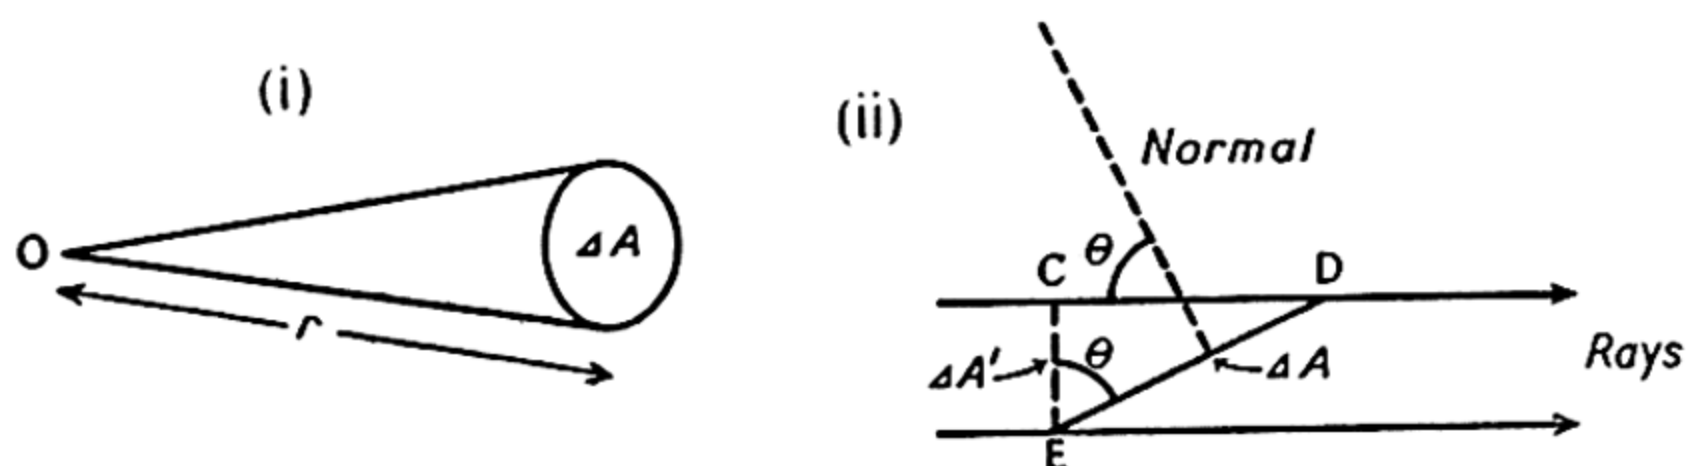 (i)
O
ΔA
r
(ii)
Normal
θ
C
D
θ
ΔA'
ΔA
Rays
E